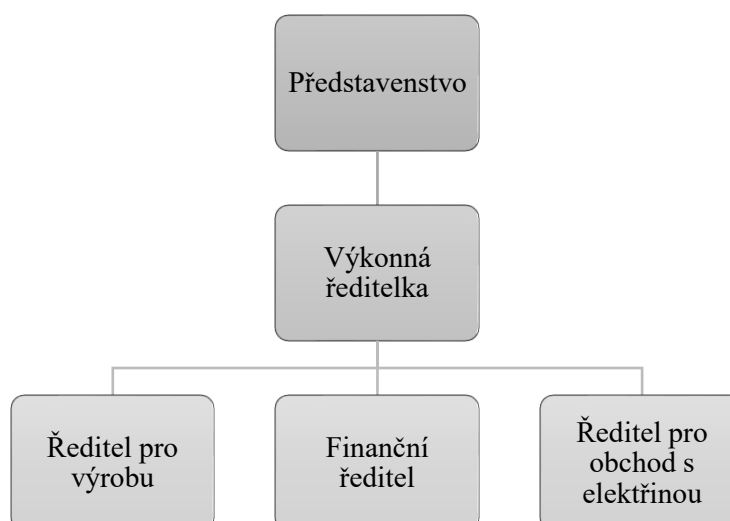 Představenstvo
Výkonná
ředitelka
Ředitel pro
výrobu
Finanční
ředitel
Ředitel pro
obchod s
elektřinou